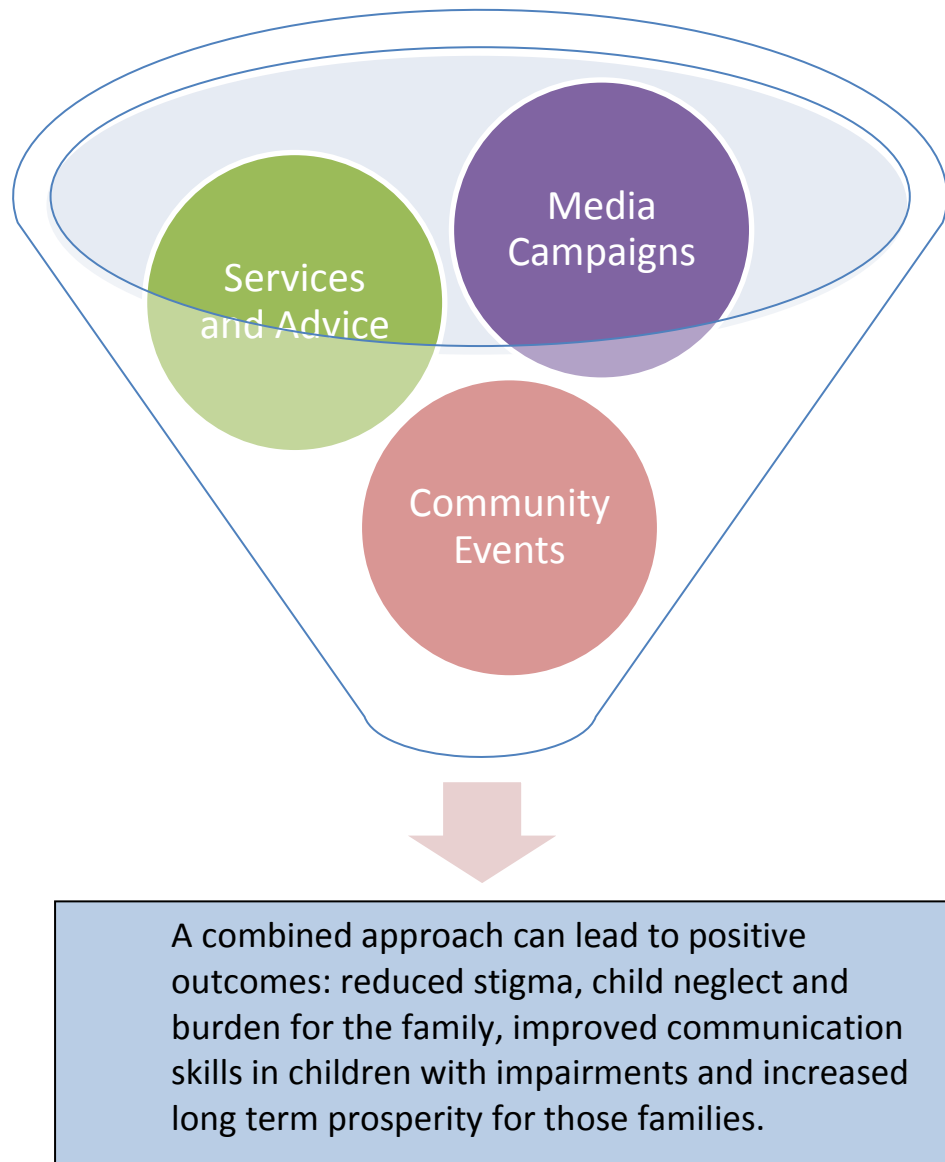 Media
Campaigns
Services
and Advice
Community
Events
A combined approach can lead to positive
outcomes: reduced stigma, child neglect and
burden for the family, improved communication
skills in children with impairments and increased
long term prosperity for those families.